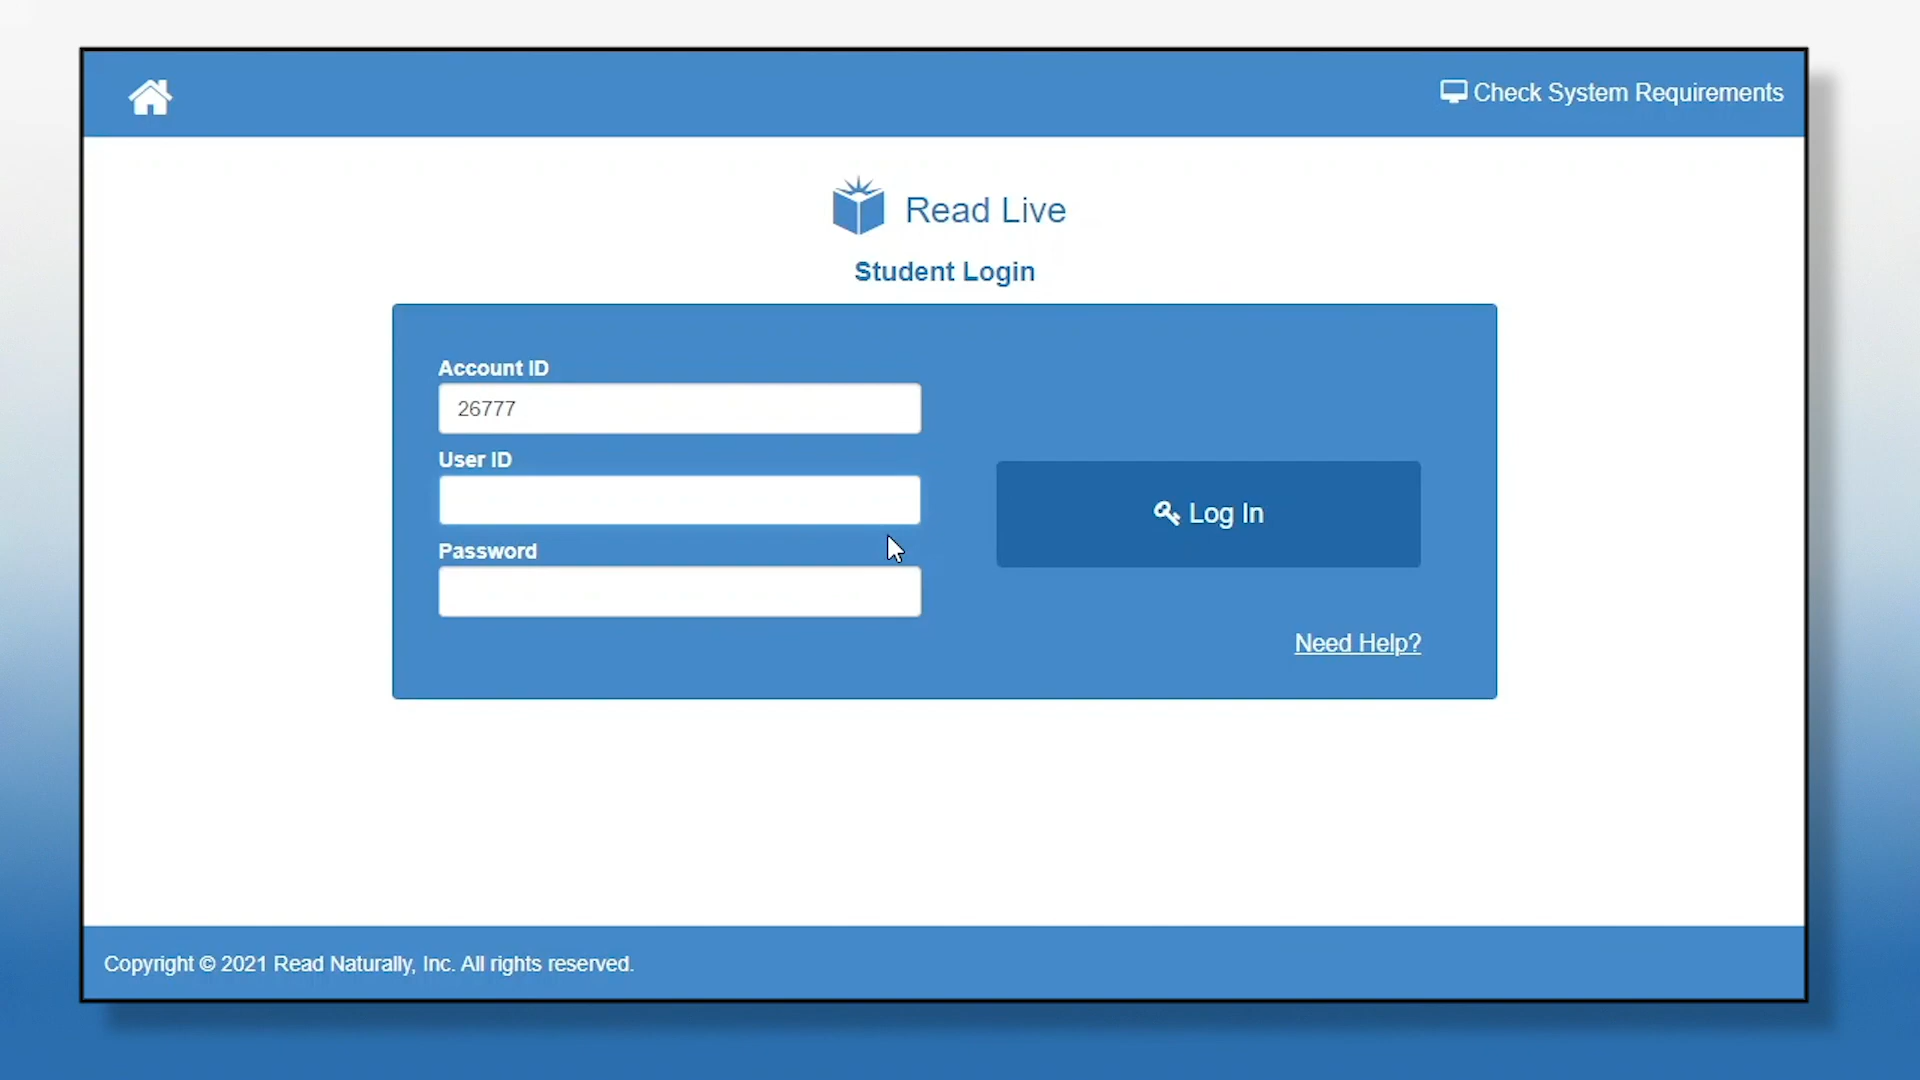 Check System Requirements
Read Live
Student Login
Account ID
26777
User ID
Log In
Password
Need Help?
Copyright © 2021 Read Naturally, Inc. All rights reserved.